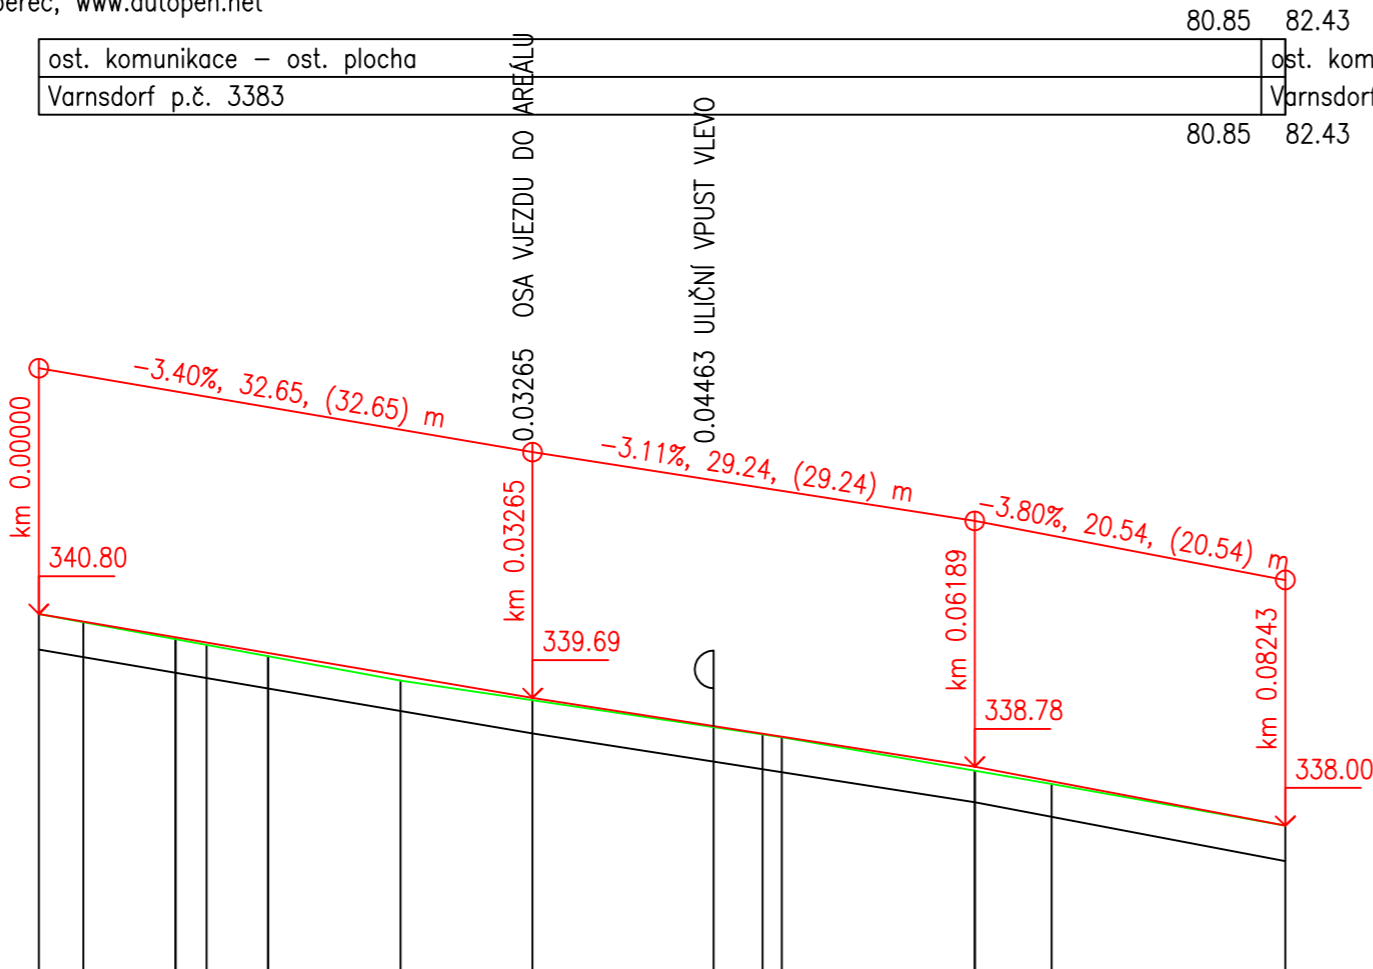 www.autopen.net
80.85 82.43
ost. komunikace – ost. plocha
ost. kom
Varnsdorf p.č. 3383
Varnsdorf
80.85 82.43
0.03265 OSA VJEZDU DO AREÁLU
0.04463 ULIČNÍ VPUST VLEVO
-3.40%, 32.65, (32.65) m
-3.11%, 29.24, (29.24) m
-3.80%, 20.54, (20.54) m
km 0.00000
340.80
km 0.03265
339.69
km 0.06189
338.78
km 0.08243
338.00